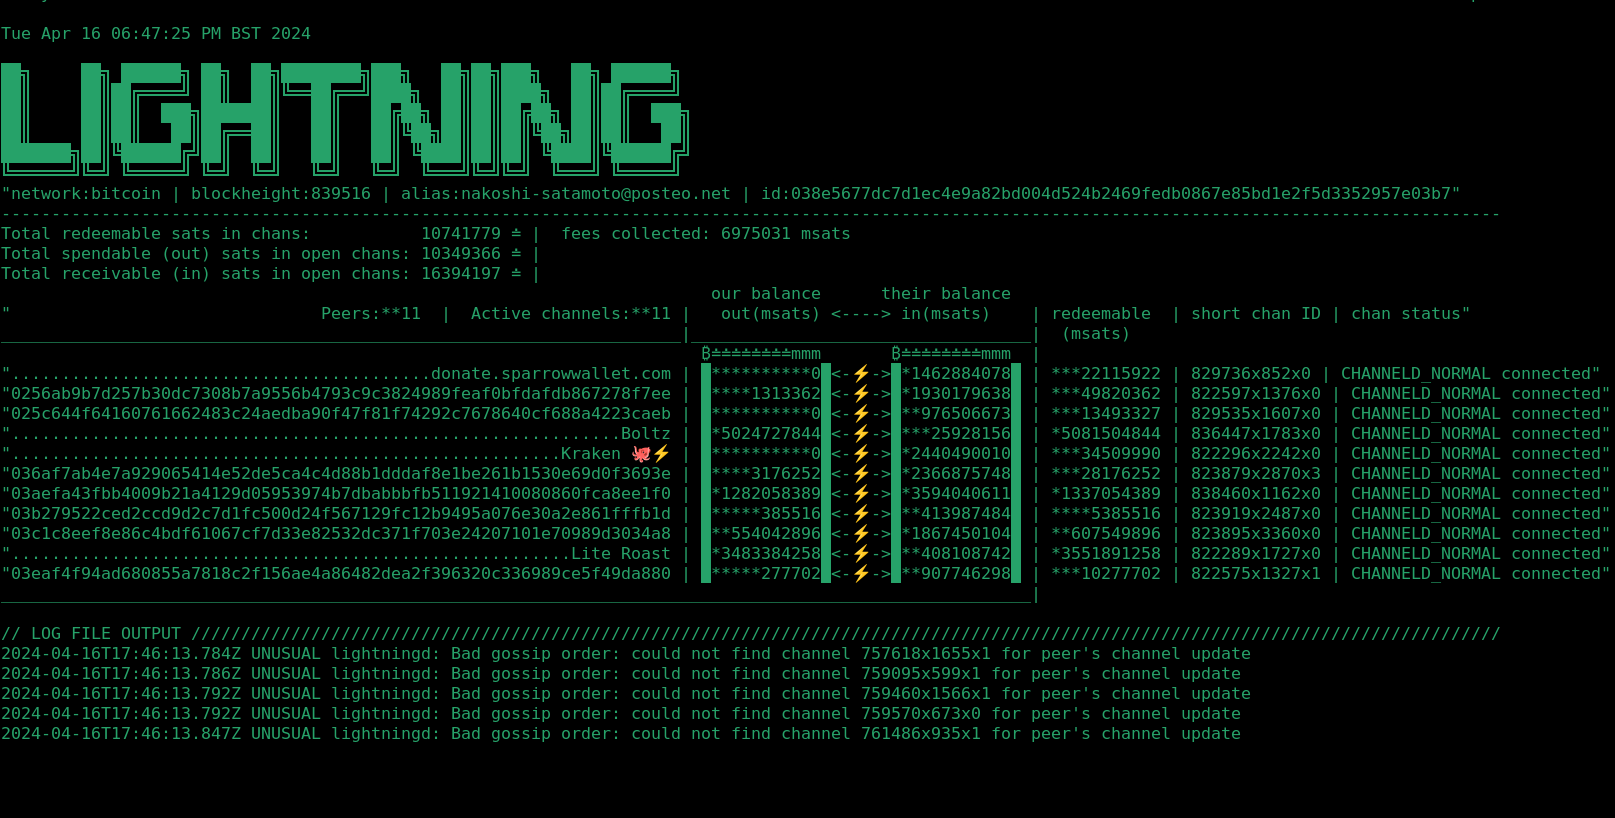 Tue Apr 16 06:47:25 PM BST 2024
LIGHTNING
"network:bitcoin | blockheight:839516 | alias:nakoshi-satamoto@posteo.net | id:038e5677dc7d1ec4e9a82bd004d524b2469fedb0867e85bd1e2f5d3352957e03b7"
------------------------------------------------------------------------------------------------------------------------------------------------------
Total redeemable sats in chans:           10741779 ≐ |  fees collected: 6975031 msats
Total spendable (out) sats in open chans: 10349366 ≐ |
Total receivable (in) sats in open chans: 16394197 ≐ |
our balance      their balance
"                               Peers:**11  |  Active channels:**11 |   out(msats) <----> in(msats)    | redeemable  | short chan ID | chan status"
____________________________________________________________________|__________________________________|  (msats)
₿≐≐≐≐≐≐≐≐mmm       ₿≐≐≐≐≐≐≐≐mmm  |
"..........................................donate.sparrowwallet.com | █**********0█<-⚡->█*1462884078█ | ***22115922 | 829736x852x0 | CHANNELD_NORMAL connected"
"0256ab9b7d257b30dc7308b7a9556b4793c9c3824989feaf0bfdafdb867278f7ee | █****1313362█<-⚡->█*1930179638█ | ***49820362 | 822597x1376x0 | CHANNELD_NORMAL connected"
"025c644f64160761662483c24aedba90f47f81f74292c7678640cf688a4223caeb | █**********0█<-⚡->█**976506673█ | ***13493327 | 829535x1607x0 | CHANNELD_NORMAL connected"
".............................................................Boltz | █*5024727844█<-⚡->█***25928156█ | *5081504844 | 836447x1783x0 | CHANNELD_NORMAL connected"
".......................................................Kraken 🐙⚡ | █**********0█<-⚡->█*2440490010█ | ***34509990 | 822296x2242x0 | CHANNELD_NORMAL connected"
"036af7ab4e7a929065414e52de5ca4c4d88b1dddaf8e1be261b1530e69d0f3693e | █****3176252█<-⚡->█*2366875748█ | ***28176252 | 823879x2870x3 | CHANNELD_NORMAL connected"
"03aefa43fbb4009b21a4129d05953974b7dbabbbfb511921410080860fca8ee1f0 | █*1282058389█<-⚡->█*3594040611█ | *1337054389 | 838460x1162x0 | CHANNELD_NORMAL connected"
"03b279522ced2ccd9d2c7d1fc500d24f567129fc12b9495a076e30a2e861fffb1d | █*****385516█<-⚡->█**413987484█ | ****5385516 | 823919x2487x0 | CHANNELD_NORMAL connected"
"03c1c8eef8e86c4bdf61067cf7d33e82532dc371f703e24207101e70989d3034a8 | █**554042896█<-⚡->█*1867450104█ | **607549896 | 823895x3360x0 | CHANNELD_NORMAL connected"
"........................................................Lite Roast | █*3483384258█<-⚡->█**408108742█ | *3551891258 | 822289x1727x0 | CHANNELD_NORMAL connected"
"03eaf4f94ad680855a7818c2f156ae4a86482dea2f396320c336989ce5f49da880 | █*****277702█<-⚡->█**907746298█ | ***10277702 | 822575x1327x1 | CHANNELD_NORMAL connected"
_______________________________________________________________________________________________________|
// LOG FILE OUTPUT ///////////////////////////////////////////////////////////////////////////////////////////////////////////////////////////////////
2024-04-16T17:46:13.784Z UNUSUAL lightningd: Bad gossip order: could not find channel 757618x1655x1 for peer's channel update
2024-04-16T17:46:13.786Z UNUSUAL lightningd: Bad gossip order: could not find channel 759095x599x1 for peer's channel update
2024-04-16T17:46:13.792Z UNUSUAL lightningd: Bad gossip order: could not find channel 759460x1566x1 for peer's channel update
2024-04-16T17:46:13.792Z UNUSUAL lightningd: Bad gossip order: could not find channel 759570x673x0 for peer's channel update
2024-04-16T17:46:13.847Z UNUSUAL lightningd: Bad gossip order: could not find channel 761486x935x1 for peer's channel update